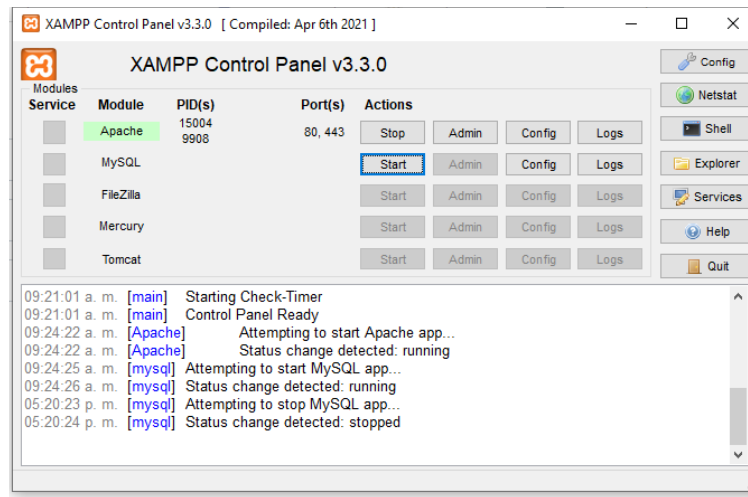 XAMPP Control Panel v3.3.0 [ Compiled: Apr 6th 2021 ]
XAMPP Control Panel v3.3.0
Config
Modules
Service Module PID(s) Port(s) Actions
Netstat
Apache 15004 9908 80, 443 Stop Admin Config Logs
Shell
MySQL Start Admin Config Logs
Explorer
FileZilla Start Admin Config Logs
Services
Mercury Start Admin Config Logs
Help
Tomcat Start Admin Config Logs
Quit
09:21:01 a. m. [main] Starting Check-Timer
09:21:01 a. m. [main] Control Panel Ready
09:24:22 a. m. [Apache] Attempting to start Apache app...
09:24:22 a. m. [Apache] Status change detected: running
09:24:25 a. m. [mysql] Attempting to start MySQL app...
09:24:26 a. m. [mysql] Status change detected: running
05:20:23 p. m. [mysql] Attempting to stop MySQL app...
05:20:24 p. m. [mysql] Status change detected: stopped